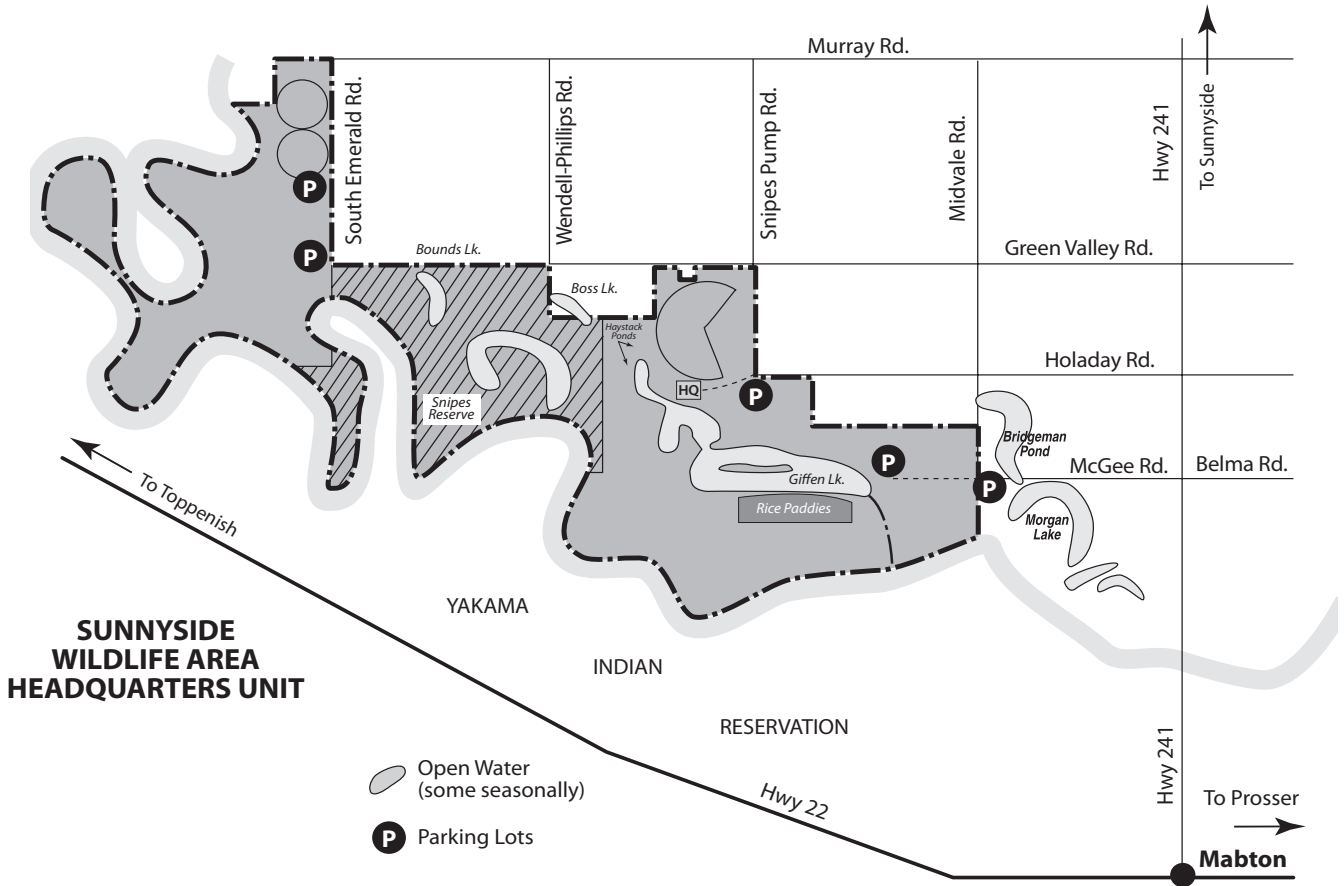 Murray Rd.
South Emerald Rd.
Wendell-Phillips Rd.
Snipes Pump Rd.
Midvale Rd.
Hwy 241
To Sunnyside
P
P
Bounds Lk.
Green Valley Rd.
Boss Lk.
Haystack
Ponds
Holaday Rd.
HQ
P
Snipes
Reserve
Bridgeman
Pond
P
McGee Rd.
Belma Rd.
Giffen Lk.
P
Rice Paddies
Morgan
Lake
To Toppenish
YAKAMA
INDIAN
RESERVATION
SUNNYSIDE
WILDLIFE AREA
HEADQUARTERS UNIT
Open Water
(some seasonally)
P Parking Lots
Hwy 22
Hwy 241
To Prosser
Mabton